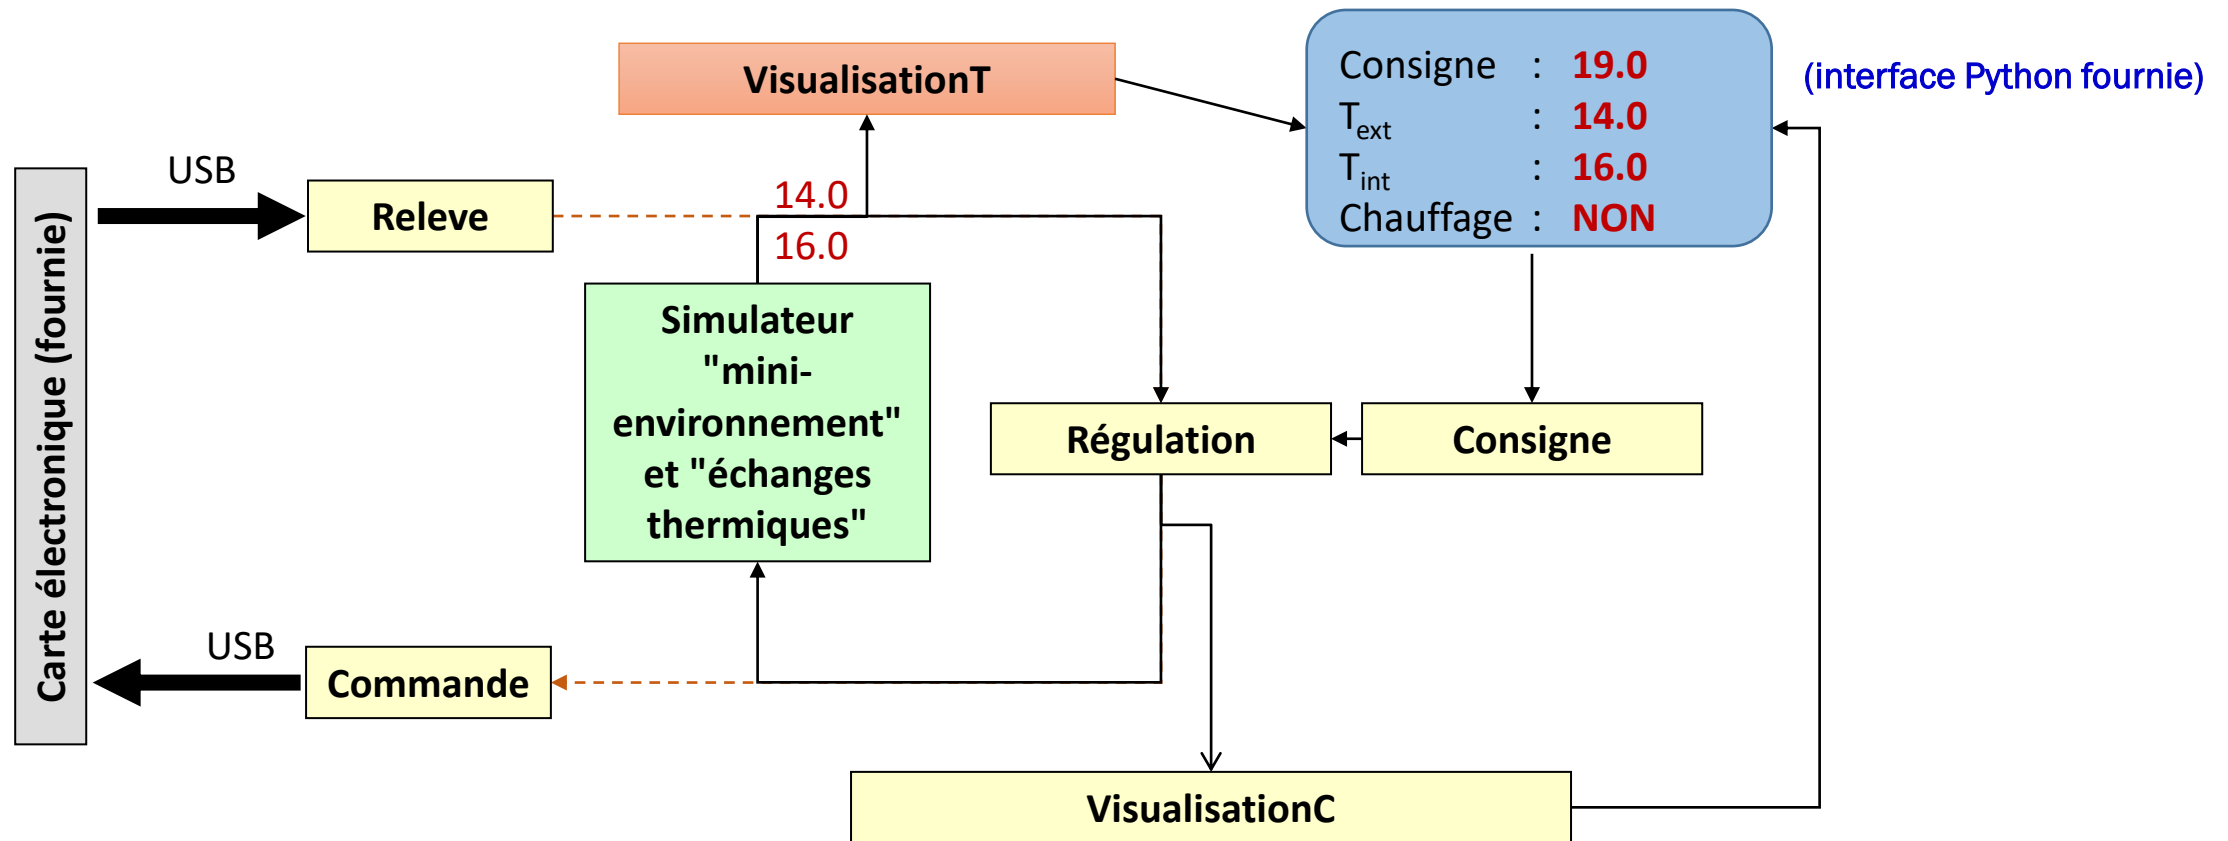 VisualisationT
Consigne : 19.0
Text : 14.0
Tint : 16.0
Chauffage : NON
(interface Python fournie)
USB
Releve
14.0
16.0
Carte électronique (fournie)
Simulateur
"mini-
environnement"
et "échanges
thermiques"
Régulation
Consigne
USB
Commande
VisualisationC